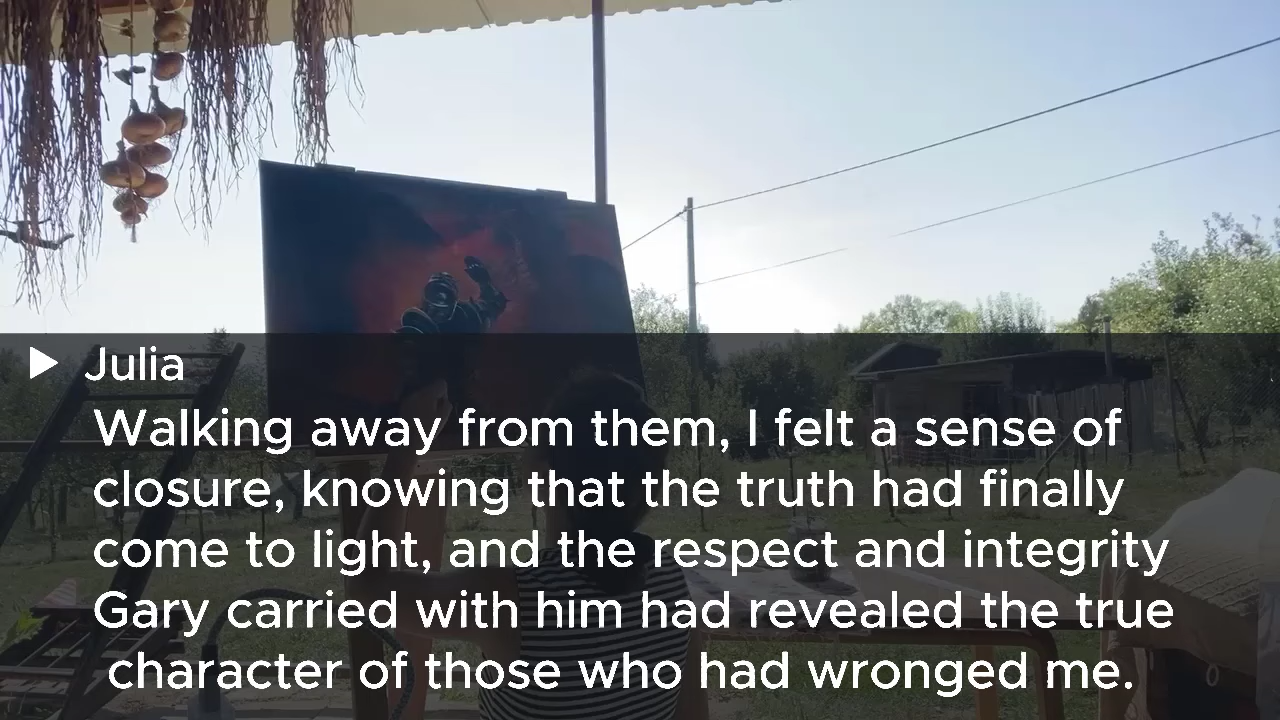 Julia
Walking away from them, I felt a sense of
closure, knowing that the truth had finally
come to light, and the respect and integrity
Gary carried with him had revealed the true
character of those who had wronged me.